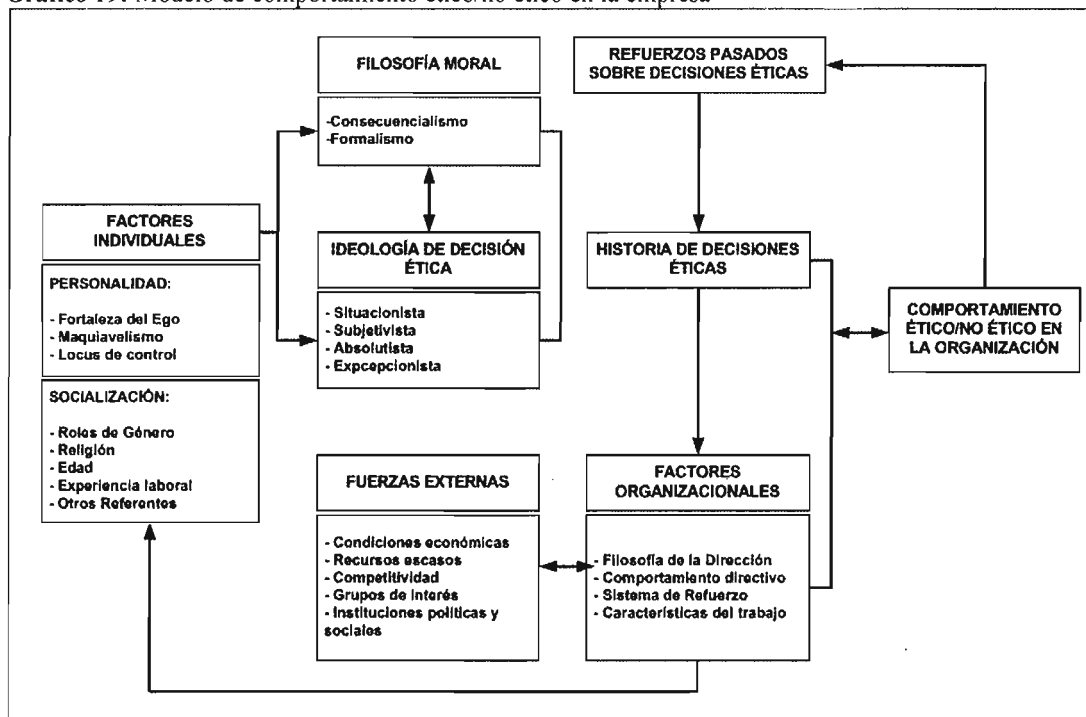 Gráfico 19: Modelo de comportamiento ético/no ético en la empresa
FILOSOFÍA MORAL
-Consecuencialismo
-Formalismo
REFUERZOS PASADOS
SOBRE DECISIONES ÉTICAS
FACTORES
INDIVIDUALES
PERSONALIDAD:
- Fortaleza del Ego
- Maquiavelismo
- Locus de control
SOCIALIZACIÓN:
- Roles de Género
- Religión
- Edad
- Experiencia laboral
- Otros Referentes
IDEOLOGÍA DE DECISIÓN
ÉTICA
- Situacionista
- Subjetivista
- Absolutista
- Expcepcionista
HISTORIA DE DECISIONES
ÉTICAS
COMPORTAMIENTO
ÉTICO/NO ÉTICO EN
LA ORGANIZACIÓN
FUERZAS EXTERNAS
- Condiciones económicas
- Recursos escasos
- Competitividad
- Grupos de interés
- Instituciones políticas y
sociales
FACTORES
ORGANIZACIONALES
- Filosofía de la Dirección
- Comportamiento directivo
- Sistema de Refuerzo
- Características del trabajo